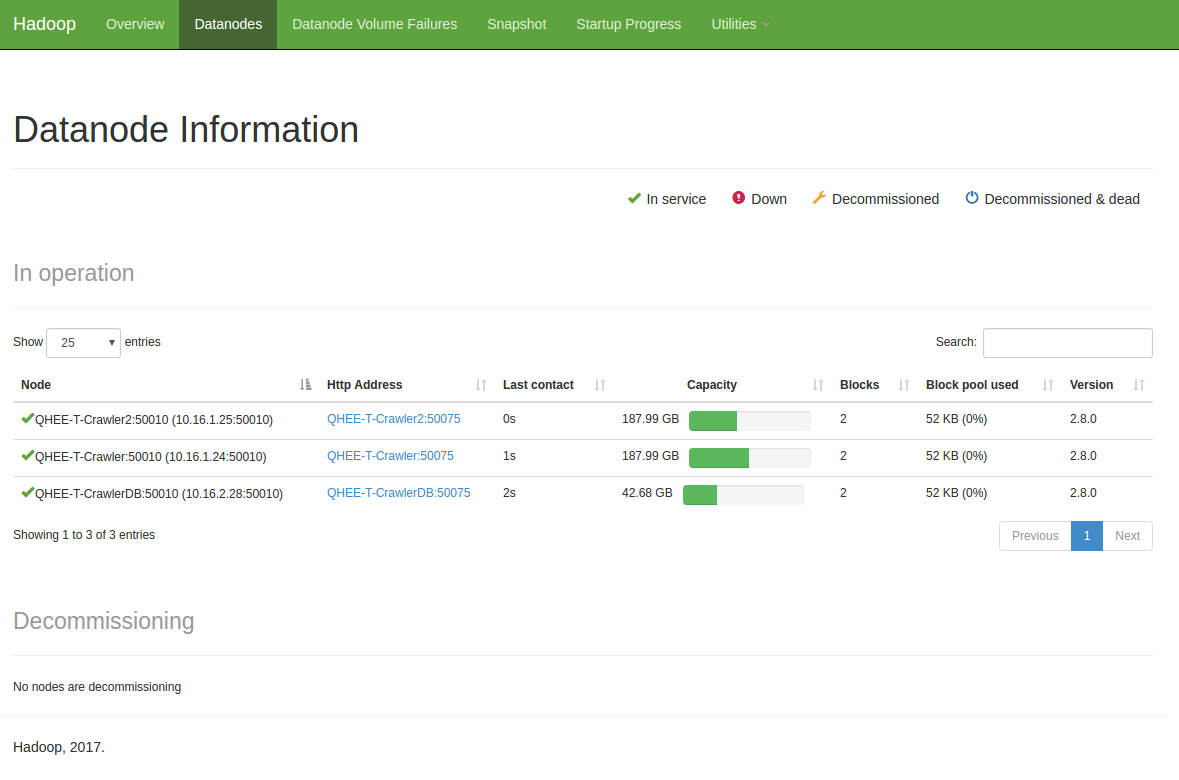 Hadoop Overview Datanodes Datanode Volume Failures Snapshot Startup Progress Utilities
Datanode Information
In service Down Decommissioned Decommissioned & dead
In operation
Show 25 entries Search:
Node Http Address Last contact Capacity Blocks Block pool used Version
QHEE-T-Crawler2:50010 (10.16.1.25:50010) QHEE-T-Crawler2:50075 0s 187.99 GB 2 52 KB (0%) 2.8.0
QHEE-T-Crawler:50010 (10.16.1.24:50010) QHEE-T-Crawler:50075 1s 187.99 GB 2 52 KB (0%) 2.8.0
QHEE-T-CrawlerDB:50010 (10.16.2.28:50010) QHEE-T-CrawlerDB:50075 2s 42.68 GB 2 52 KB (0%) 2.8.0
Showing 1 to 3 of 3 entries Previous 1 Next
Decommissioning
No nodes are decommissioning
Hadoop, 2017.